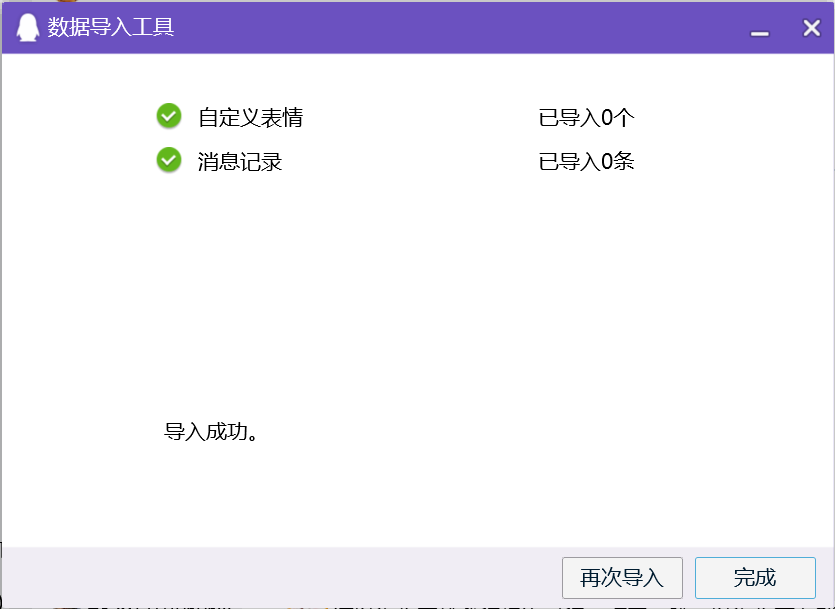 数据导入工具
自定义表情 已导入0个
消息记录 已导入0条
导入成功。
再次导入 完成